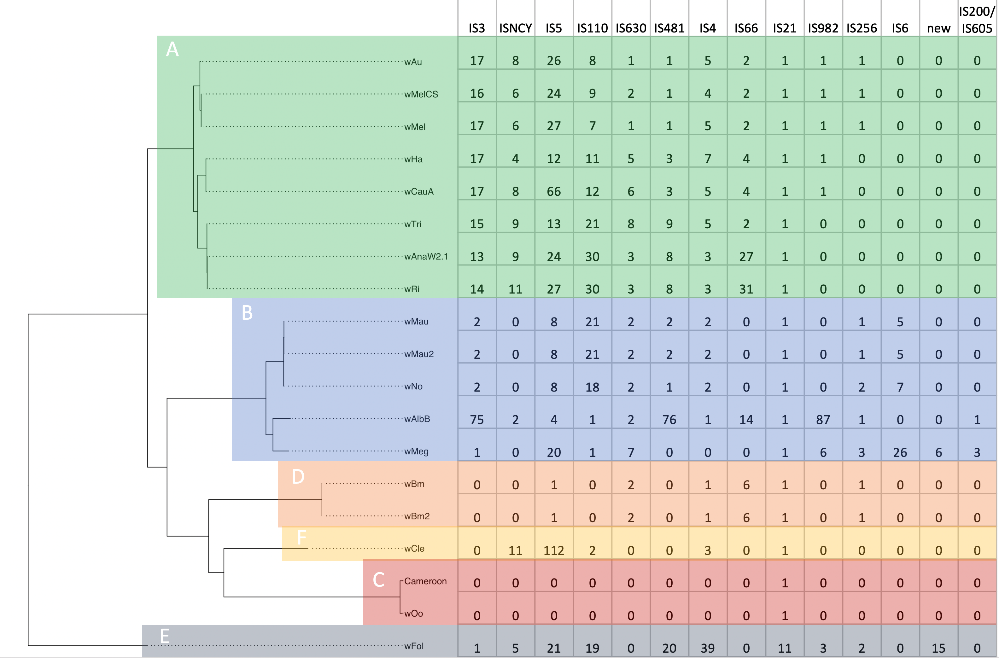 IS3 ISNCY IS5 IS110 IS630 IS481 IS4 IS66 IS21 IS982 IS256 IS6 new IS200/
IS605
A
wAu 17 8 26 8 1 1 5 2 1 1 1 0 0 0
wMelCS 16 6 24 9 2 1 4 2 1 1 1 0 0 0
wMel 17 6 27 7 1 1 5 2 1 1 1 0 0 0
wHa 17 4 12 11 5 3 7 4 1 1 0 0 0 0
wCauA 17 8 66 12 6 3 5 4 1 1 0 0 0 0
wTri 15 9 13 21 8 9 5 2 1 0 0 0 0 0
wAnaW2.1 13 9 24 30 3 8 3 27 1 0 0 0 0 0
wRi 14 11 27 30 3 8 3 31 1 0 0 0 0 0
B
wMau 2 0 8 21 2 2 2 0 1 0 1 5 0 0
wMau2 2 0 8 21 2 2 2 0 1 0 1 5 0 0
wNo 2 0 8 18 2 1 2 0 1 0 2 7 0 0
wAlbB 75 2 4 1 2 76 1 14 1 87 1 0 0 1
wMeg 1 0 20 1 7 0 0 0 1 6 3 26 6 3
D
wBm 0 0 1 0 2 0 1 6 1 0 1 0 0 0
wBm2 0 0 1 0 2 0 1 6 1 0 1 0 0 0
F
wCle 0 11 112 2 0 0 3 0 1 0 0 0 0 0
C
Cameroon 0 0 0 0 0 0 0 0 1 0 0 0 0 0
wOo 0 0 0 0 0 0 0 0 1 0 0 0 0 0
E
wFol 1 5 21 19 0 20 39 0 11 3 2 0 15 0